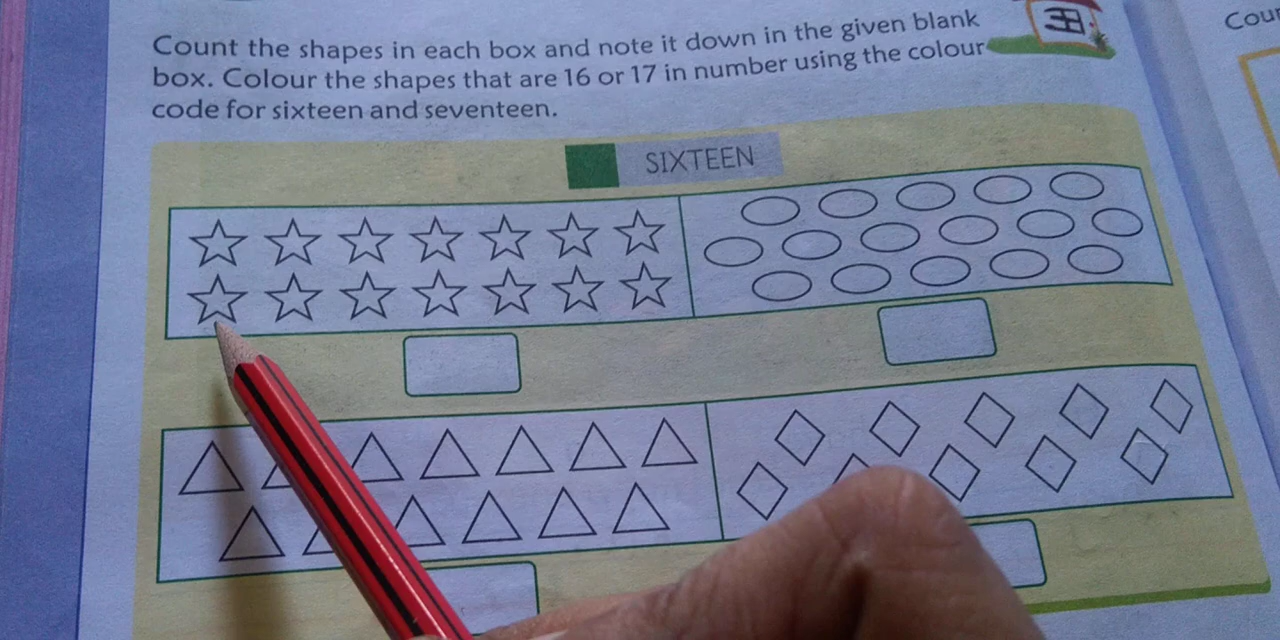 Count the shapes in each box and note it down in the given blank
box. Colour the shapes that are 16 or 17 in number using the colour
code for sixteen and seventeen.
SIXTEEN